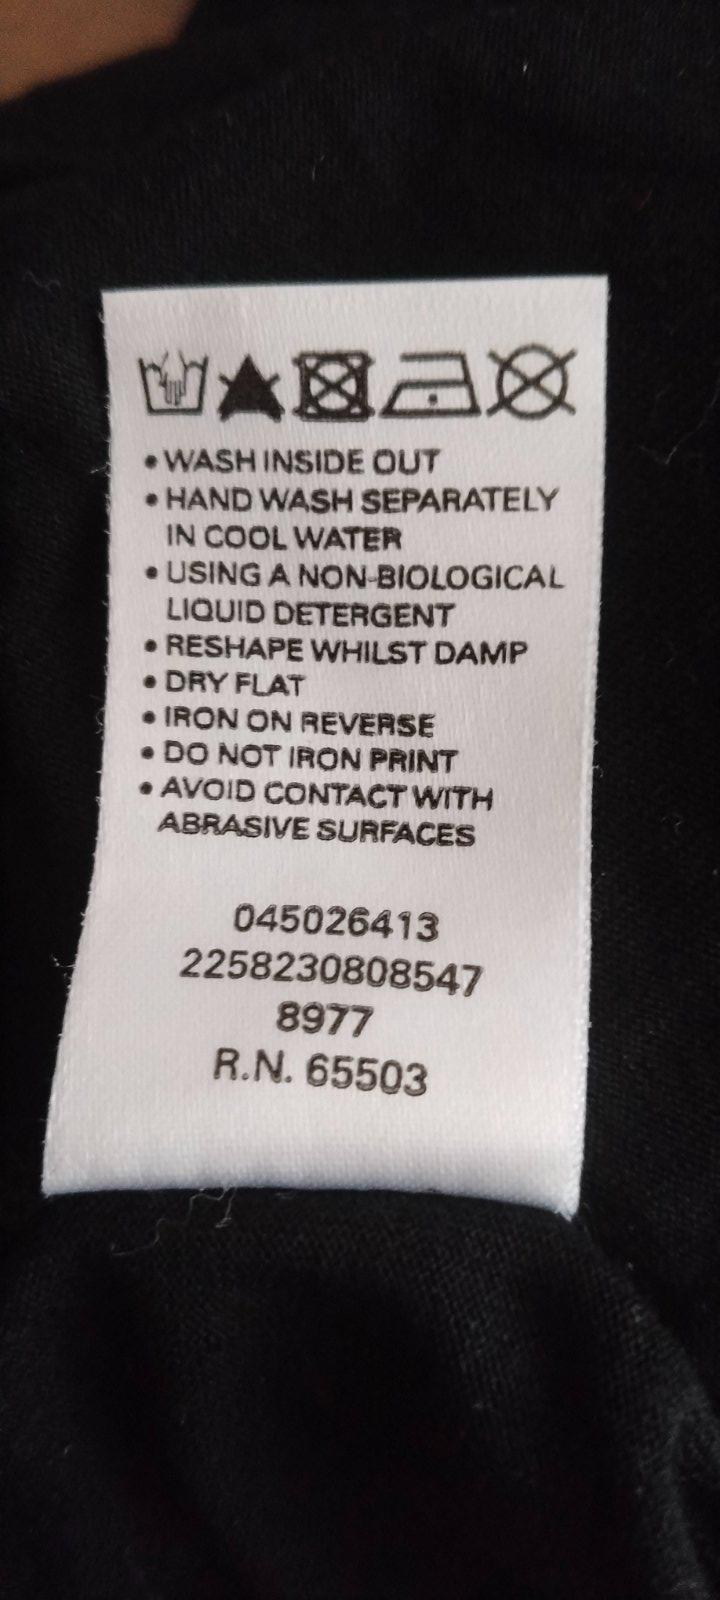 • WASH INSIDE OUT
• HAND WASH SEPARATELY
IN COOL WATER
• USING A NON-BIOLOGICAL
LIQUID DETERGENT
• RESHAPE WHILST DAMP
• DRY FLAT
• IRON ON REVERSE
• DO NOT IRON PRINT
• AVOID CONTACT WITH
ABRASIVE SURFACES
045026413
2258230808547
8977
R.N. 65503